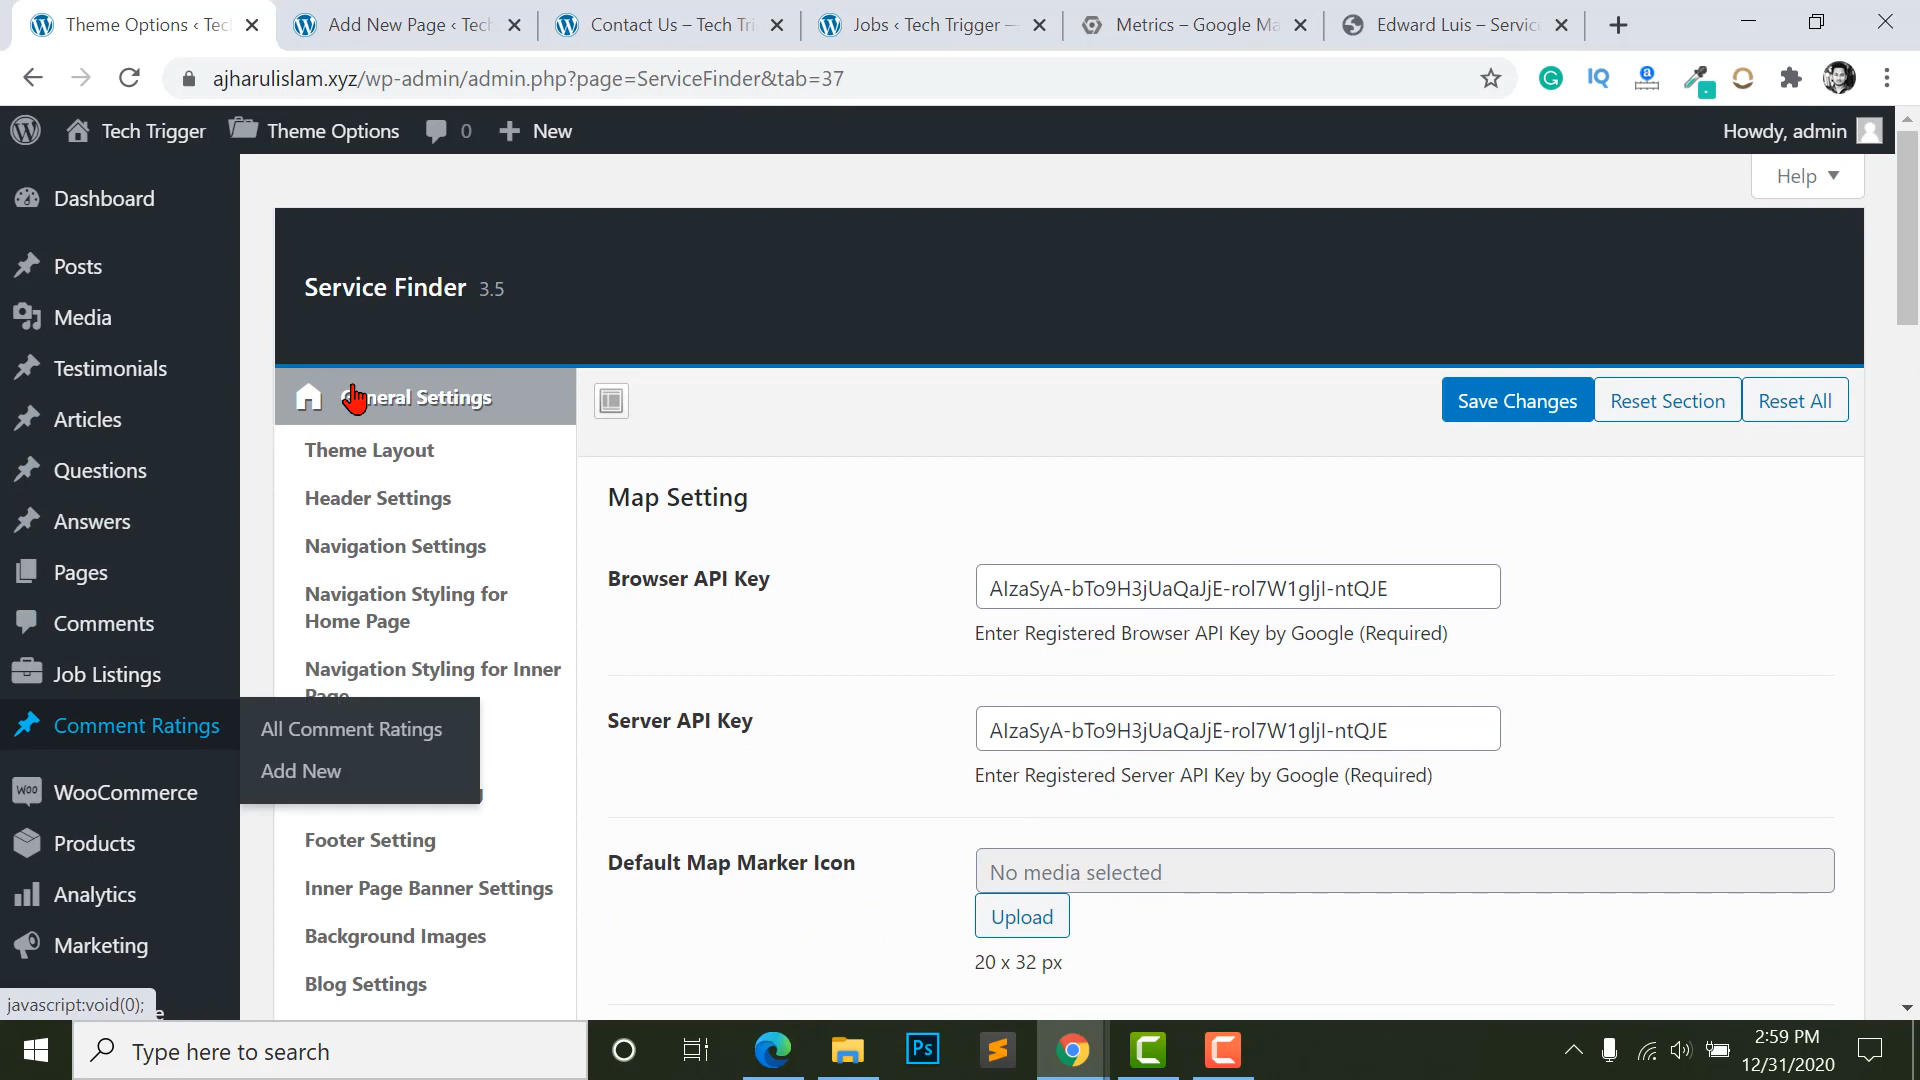 Theme Options ‹ Tec
Add New Page ‹ Tech
Contact Us – Tech Tri
Jobs ‹ Tech Trigger —
Metrics – Google Ma
Edward Luis – Servic
ajharulislam.xyz/wp-admin/admin.php?page=ServiceFinder&tab=37
Tech Trigger
Theme Options
0
New
Howdy, admin
Help
Dashboard
Posts
Media
Testimonials
Articles
Questions
Answers
Pages
Comments
Job Listings
Comment Ratings
WooCommerce
Products
Analytics
Marketing
All Comment Ratings
Add New
Service Finder 3.5
General Settings
Theme Layout
Header Settings
Navigation Settings
Navigation Styling for
Home Page
Navigation Styling for Inner
Page
Footer Setting
Inner Page Banner Settings
Background Images
Blog Settings
Save Changes
Reset Section
Reset All
Map Setting
Browser API Key
AIzaSyA-bTo9H3jUaQaJjE-rol7W1gljI-ntQJE
Enter Registered Browser API Key by Google (Required)
Server API Key
AIzaSyA-bTo9H3jUaQaJjE-rol7W1gljI-ntQJE
Enter Registered Server API Key by Google (Required)
Default Map Marker Icon
No media selected
Upload
20 x 32 px
javascript:void(0);
Type here to search
2:59 PM
12/31/2020